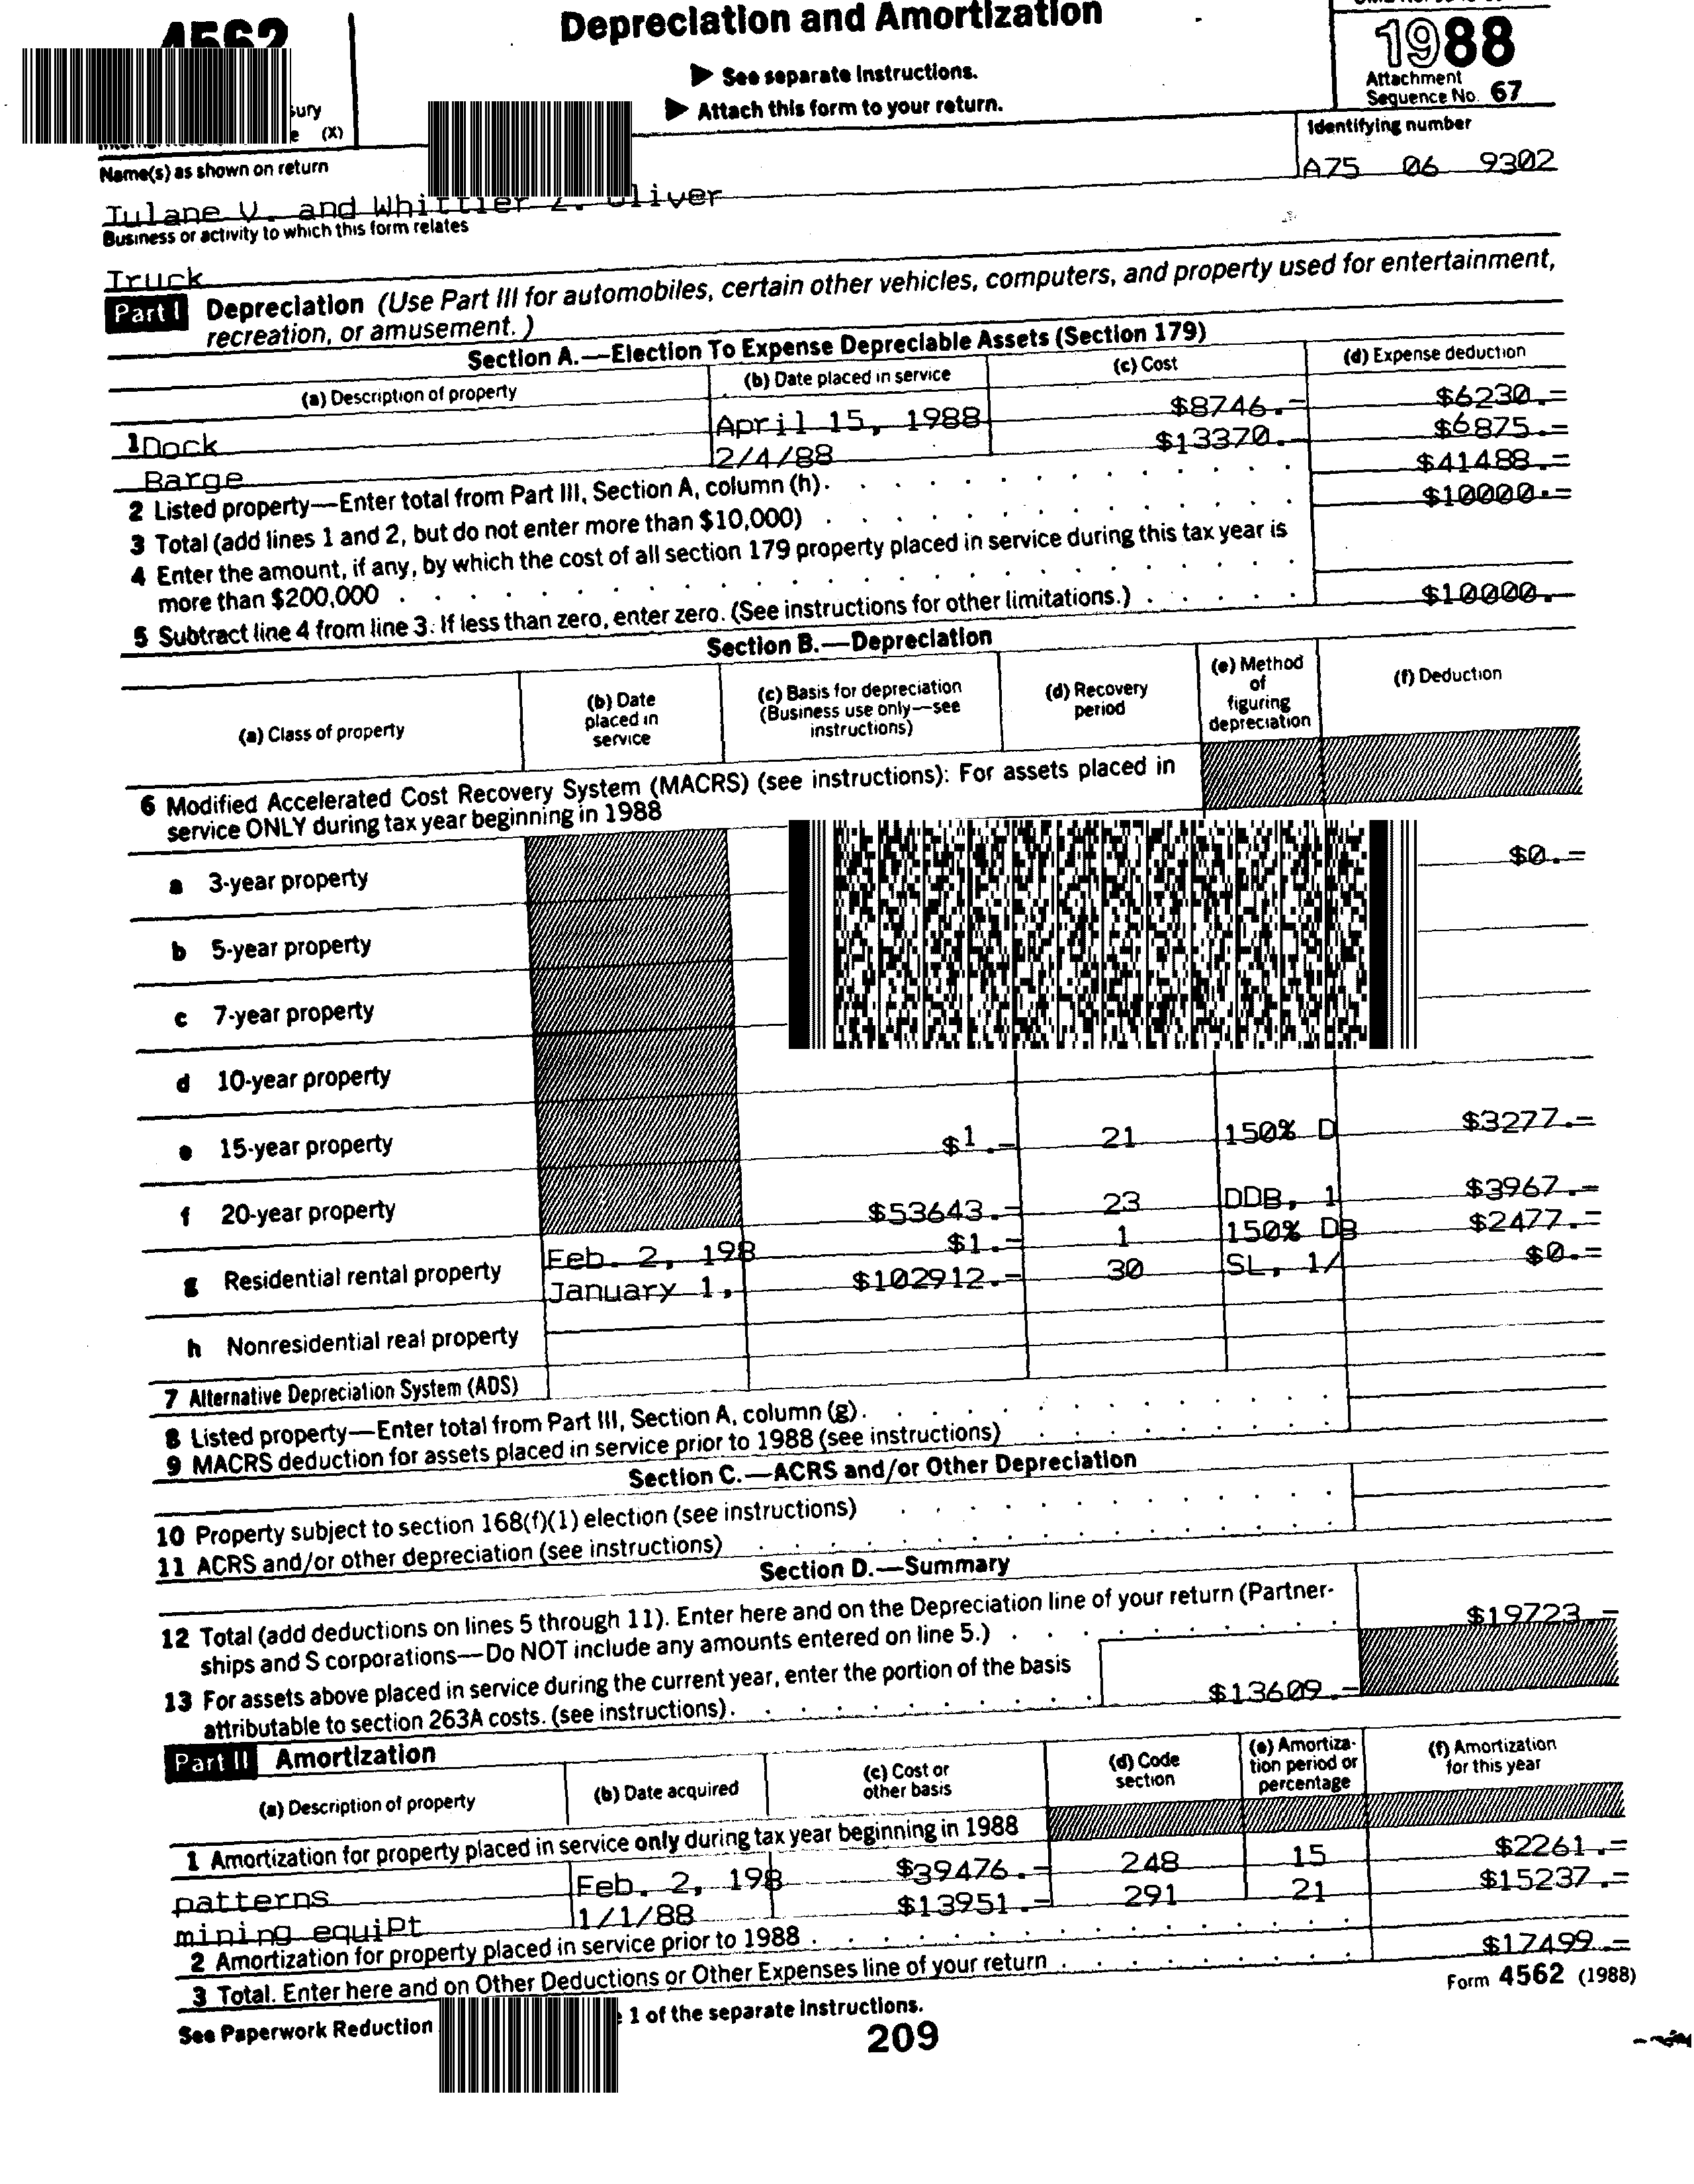 Depreciation and Amortization
► See separate Instructions.
► Attach this form to your return.
1988
Attachment
Sequence No. 67
(X)
Identifying number
A75 06 9302
Name(s) as shown on return
Tulane V. and Whittier Z. Oliver
Business or activity to which this form relates
Truck
Part I Depreciation (Use Part III for automobiles, certain other vehicles, computers, and property used for entertainment,
recreation, or amusement.)
Section A.—Election To Expense Depreciable Assets (Section 179)
(a) Description of property (b) Date placed in service (c) Cost (d) Expense deduction
1 Dock April 15, 1988 $8746.- $6230.-
Barge 2/4/88 $13370.- $6875.-
2 Listed property—Enter total from Part III, Section A, column (h). $41488.-
3 Total (add lines 1 and 2, but do not enter more than $10,000) $10000.-
4 Enter the amount, if any, by which the cost of all section 179 property placed in service during this tax year is
more than $200,000
5 Subtract line 4 from line 3. If less than zero, enter zero. (See instructions for other limitations.) $10000.-
Section B.—Depreciation
(a) Class of property (b) Date placed in service (c) Basis for depreciation (Business use only—see instructions) (d) Recovery period (e) Method of figuring depreciation (f) Deduction
6 Modified Accelerated Cost Recovery System (MACRS) (see instructions): For assets placed in
service ONLY during tax year beginning in 1988
a 3-year property $0.-
b 5-year property
c 7-year property
d 10-year property
e 15-year property $1.- 21 150% D $3277.-
f 20-year property $53643.- 23 DDB, 1 $3967.-
Feb. 2, 198 $1.- 1 150% DB $2477.-
g Residential rental property January 1, $102912.- 30 SL, 1/ $0.-
h Nonresidential real property
7 Alternative Depreciation System (ADS)
8 Listed property—Enter total from Part III, Section A, column (g).
9 MACRS deduction for assets placed in service prior to 1988 (see instructions)
Section C.—ACRS and/or Other Depreciation
10 Property subject to section 168(f)(1) election (see instructions)
11 ACRS and/or other depreciation (see instructions)
Section D.—Summary
12 Total (add deductions on lines 5 through 11). Enter here and on the Depreciation line of your return (Partner-
ships and S corporations—Do NOT include any amounts entered on line 5.) $19723.-
13 For assets above placed in service during the current year, enter the portion of the basis
attributable to section 263A costs. (see instructions). $13609.-
Part II Amortization
(a) Description of property (b) Date acquired (c) Cost or other basis (d) Code section (e) Amortiza-tion period or percentage (f) Amortization for this year
1 Amortization for property placed in service only during tax year beginning in 1988
patterns Feb. 2, 198 $39476.- 248 15 $2261.-
mining equipt 1/1/88 $13951.- 291 21 $15237.-
2 Amortization for property placed in service prior to 1988
3 Total. Enter here and on Other Deductions or Other Expenses line of your return $17499.-
See Paperwork Reduction 1 of the separate Instructions. Form 4562 (1988)
209